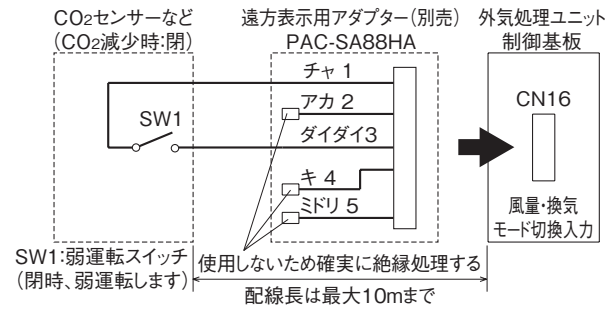 CO2センサーなど
(CO2減少時:閉)
遠方表示用アダプター(別売)
PAC-SA88HA
外気処理ユニット
制御基板
チャ 1
アカ 2
SW1
ダイダイ3
キ 4
ミドリ 5
CN16
風量・換気
モード切換入力
SW1:弱運転スイッチ
(閉時、弱運転します)
使用しないため確実に絶縁処理する
配線長は最大10mまで